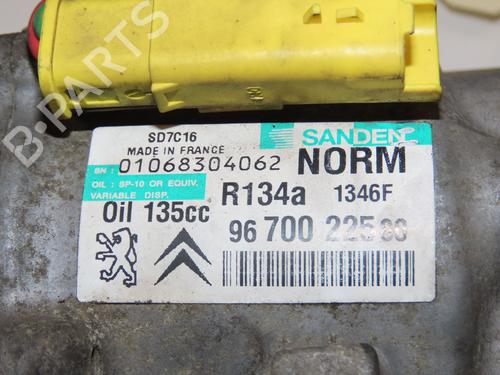 B-PARTS
SD7C16
MADE IN FRANCE
SANDEN
SN : 01068304062
NORM
OIL : SP-10 OR EQUIV.
VARIABLE DISP.
R134a 1346F
Oil 135cc
96 700 225